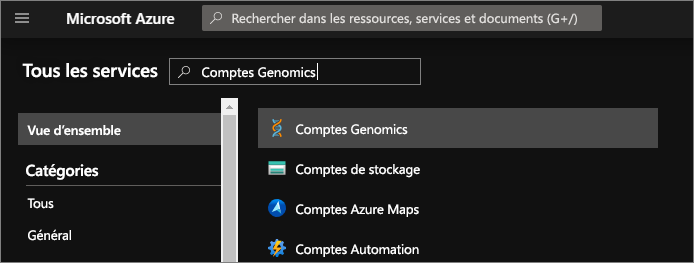 Microsoft Azure
Rechercher dans les ressources, services et documents (G+/)
Tous les services
Comptes Genomics
Vue d'ensemble
Catégories
Tous
Général
Comptes Genomics
Comptes de stockage
Comptes Azure Maps
Comptes Automation